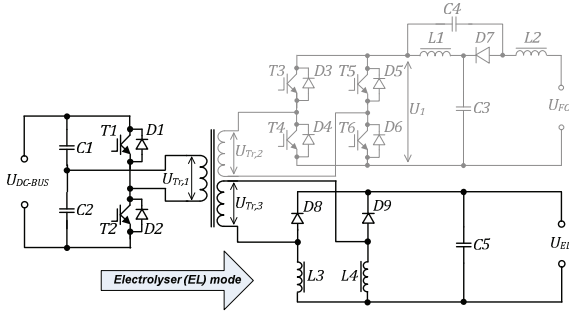 C4
L1 D7 L2
T3 D3 T5 D5
U1 C3 UFC
T4 D4 T6 D6
T1 D1
C1
UTr,2
UDC-BUS UTr,1
C2 UTr,3
T2 D2
D8 D9
C5 UEL
Electrolyser (EL) mode
L3 L4